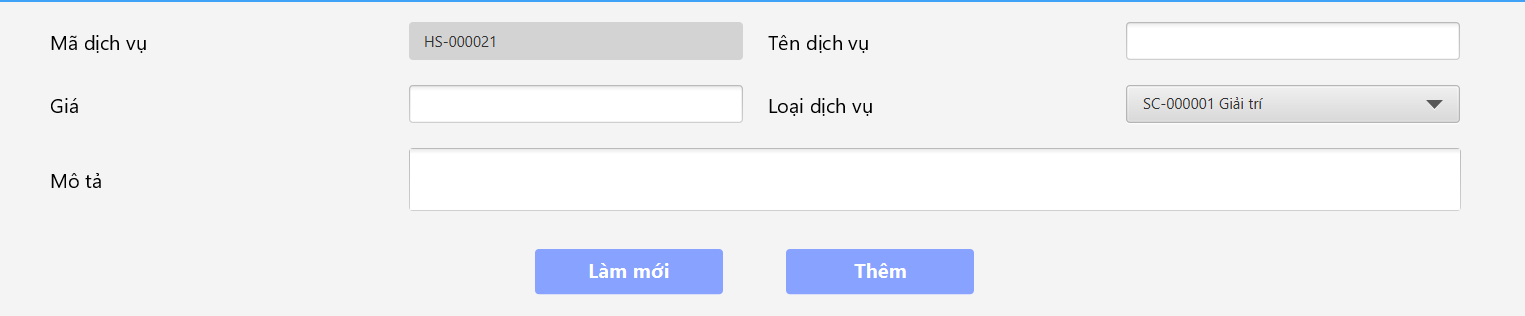 Mã dịch vụ HS-000021 Tên dịch vụ
Giá Loại dịch vụ SC-000001 Giải trí
Mô tả
Làm mới Thêm